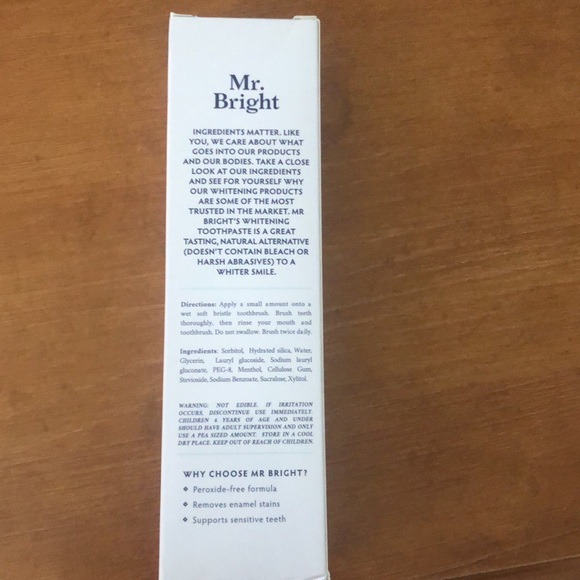 Mr.
Bright
INGREDIENTS MATTER. LIKE
YOU, WE CARE ABOUT WHAT
GOES INTO OUR PRODUCTS
AND OUR BODIES. TAKE A CLOSE
LOOK AT OUR INGREDIENTS
AND SEE FOR YOURSELF WHY
OUR WHITENING PRODUCTS
ARE SOME OF THE MOST
TRUSTED IN THE MARKET. MR
BRIGHT'S WHITENING
TOOTHPASTE IS A GREAT
TASTING, NATURAL ALTERNATIVE
(DOESN'T CONTAIN BLEACH OR
HARSH ABRASIVES) TO A
WHITER SMILE.
Directions: Apply a small amount onto a
wet soft bristle toothbrush. Brush teeth
thoroughly, then rinse your mouth and
toothbrush. Do not swallow. Brush twice daily.
Ingredients: Sorbitol, Hydrated silica, Water,
Glycerin, Lauryl glucoside, Sodium lauryl
gluconate, PEG-8, Menthol, Cellulose Gum,
Stevioside, Sodium Benzoate, Sucralose, Xylitol.
WARNING: NOT EDIBLE. IF IRRITATION
OCCURS, DISCONTINUE USE IMMEDIATELY.
CHILDREN 6 YEARS OF AGE AND UNDER
SHOULD HAVE ADULT SUPERVISION AND ONLY
USE A PEA SIZED AMOUNT. STORE IN A COOL
DRY PLACE. KEEP OUT OF REACH OF CHILDREN.
WHY CHOOSE MR BRIGHT?
❖ Peroxide-free formula
❖ Removes enamel stains
❖ Supports sensitive teeth